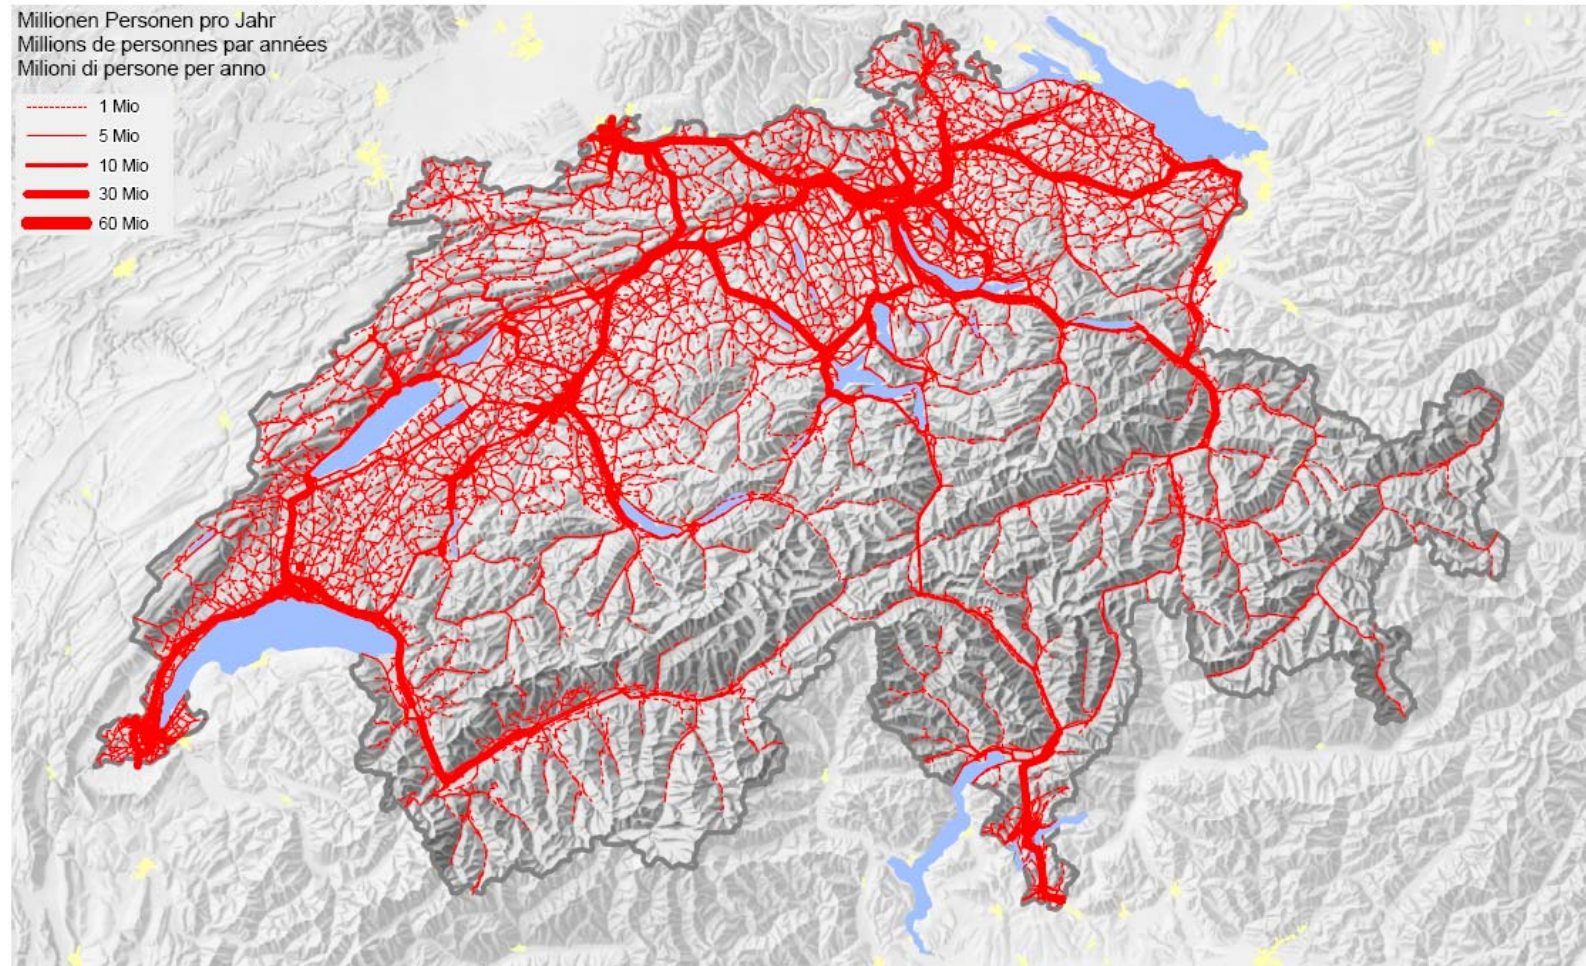 Millionen Personen pro Jahr
Millions de personnes par années
Milioni di persone per anno
1 Mio
5 Mio
10 Mio
30 Mio
60 Mio